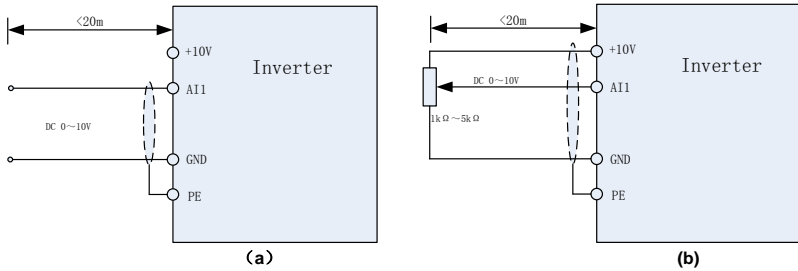 <20m
+10V
Inverter
AI1
DC 0～10V
GND
PE
（a）
<20m
+10V
Inverter
DC 0～10V
AI1
1kΩ～5kΩ
GND
PE
(b)